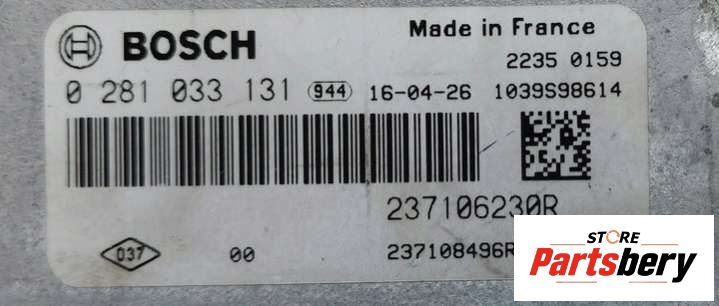 BOSCH Made in France
2235 0159
0 281 033 131 944 16-04-26 1039S98614
237106230R
037 00 237108496R
STORE
Partsbery